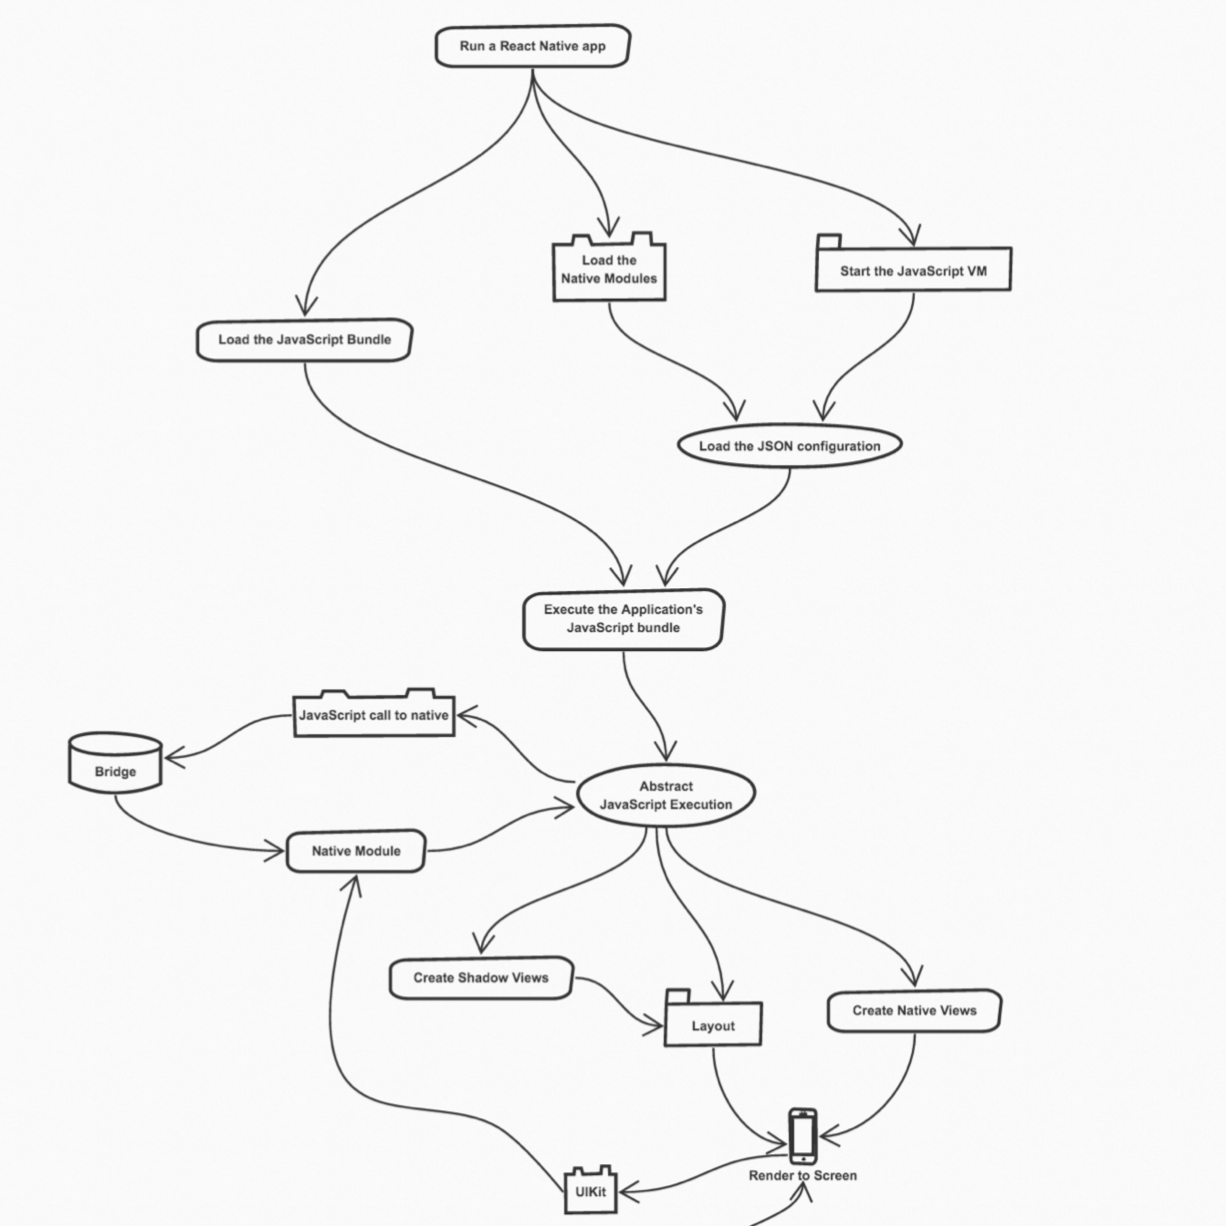 Run a React Native app
Load the
Native Modules
Start the JavaScript VM
Load the JavaScript Bundle
Load the JSON configuration
Execute the Application's
JavaScript bundle
JavaScript call to native
Bridge
Abstract
JavaScript Execution
Native Module
Create Shadow Views
Layout
Create Native Views
Render to Screen
UIKit